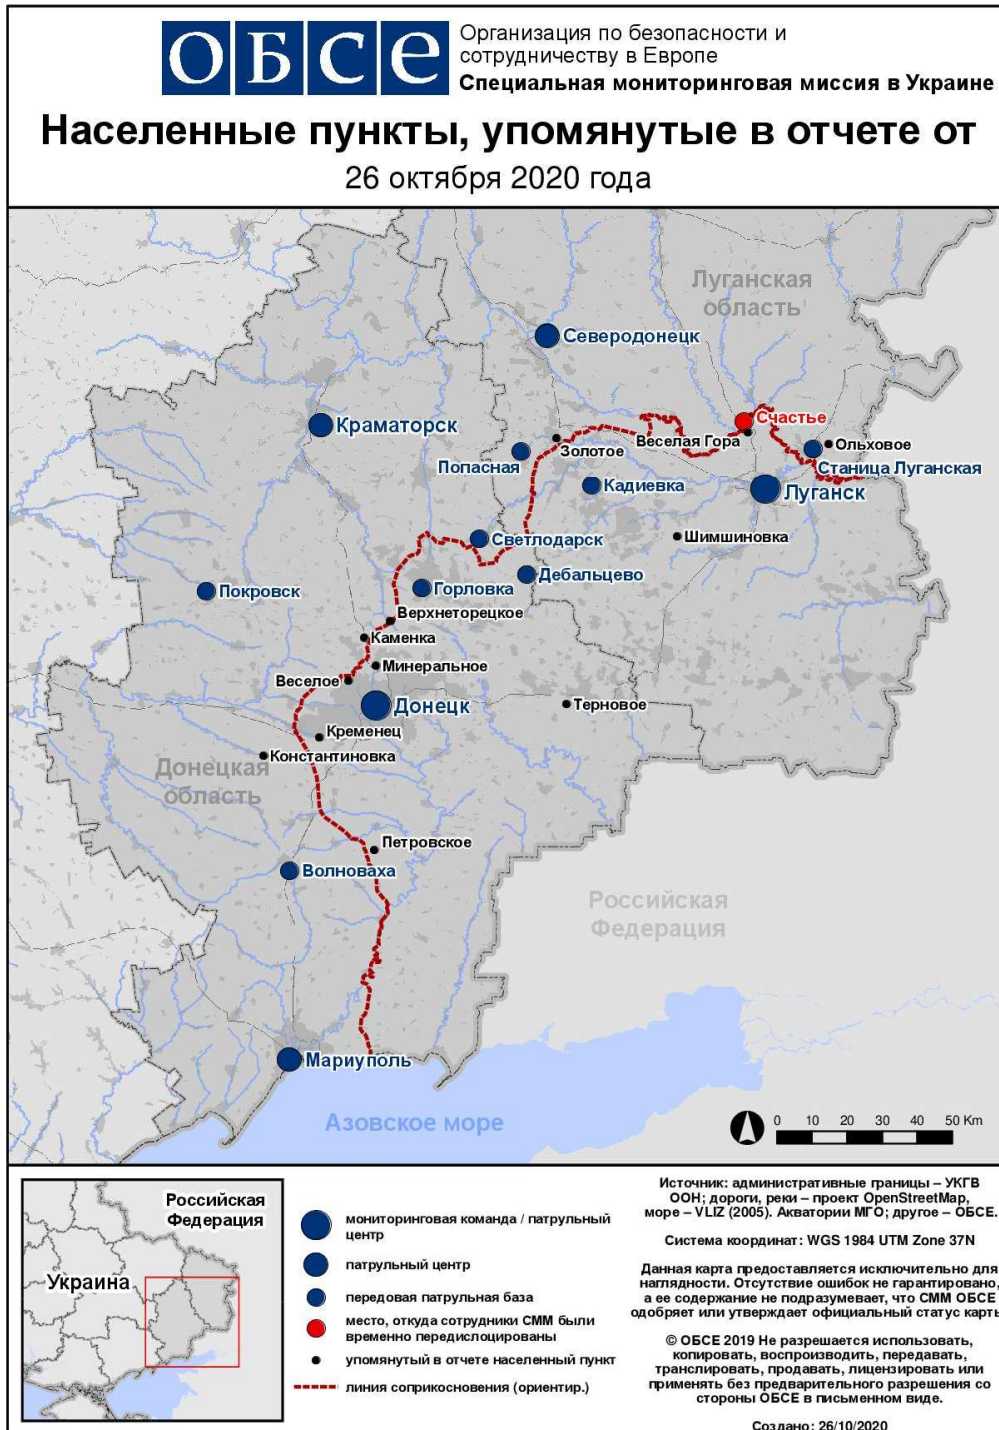 ОБСЕ
Организация по безопасности и
сотрудничеству в Европе
Специальная мониторинговая миссия в Украине
Населенные пункты, упомянутые в отчете от
26 октября 2020 года
Луганская
область
Северодонецк
Счастье
Краматорск
Веселая Гора
Ольховое
Золотое
Попасная
Станица Луганская
Кадиевка
Луганск
Шимшиновка
Светлодарск
Дебальцево
Горловка
Покровск
Верхнеторецкое
Каменка
Минеральное
Веселое
Донецк
Терновое
Кременец
Константиновка
Донецкая
область
Петровское
Волноваха
Российская
Федерация
Мариуполь
Азовское море
0 10 20 30 40 50 Km
Российская
Федерация
Украина
мониторинговая команда / патрульный
центр
патрульный центр
передовая патрульная база
место, откуда сотрудники СММ были
временно передислоцированы
упомянутый в отчете населенный пункт
линия соприкосновения (ориентир.)
Источник: административные границы – УКГВ
ООН; дороги, реки – проект OpenStreetMap,
море – VLIZ (2005). Акватории МГО; другое – ОБСЕ.
Система координат: WGS 1984 UTM Zone 37N
Данная карта предоставляется исключительно для
наглядности. Отсутствие ошибок не гарантировано,
а ее содержание не подразумевает, что СММ ОБСЕ
одобряет или утверждает официальный статус карты.
© ОБСЕ 2019 Не разрешается использовать,
копировать, воспроизводить, передавать,
транслировать, продавать, лицензировать или
применять без предварительного разрешения со
стороны ОБСЕ в письменном виде.
Создано: 26/10/2020